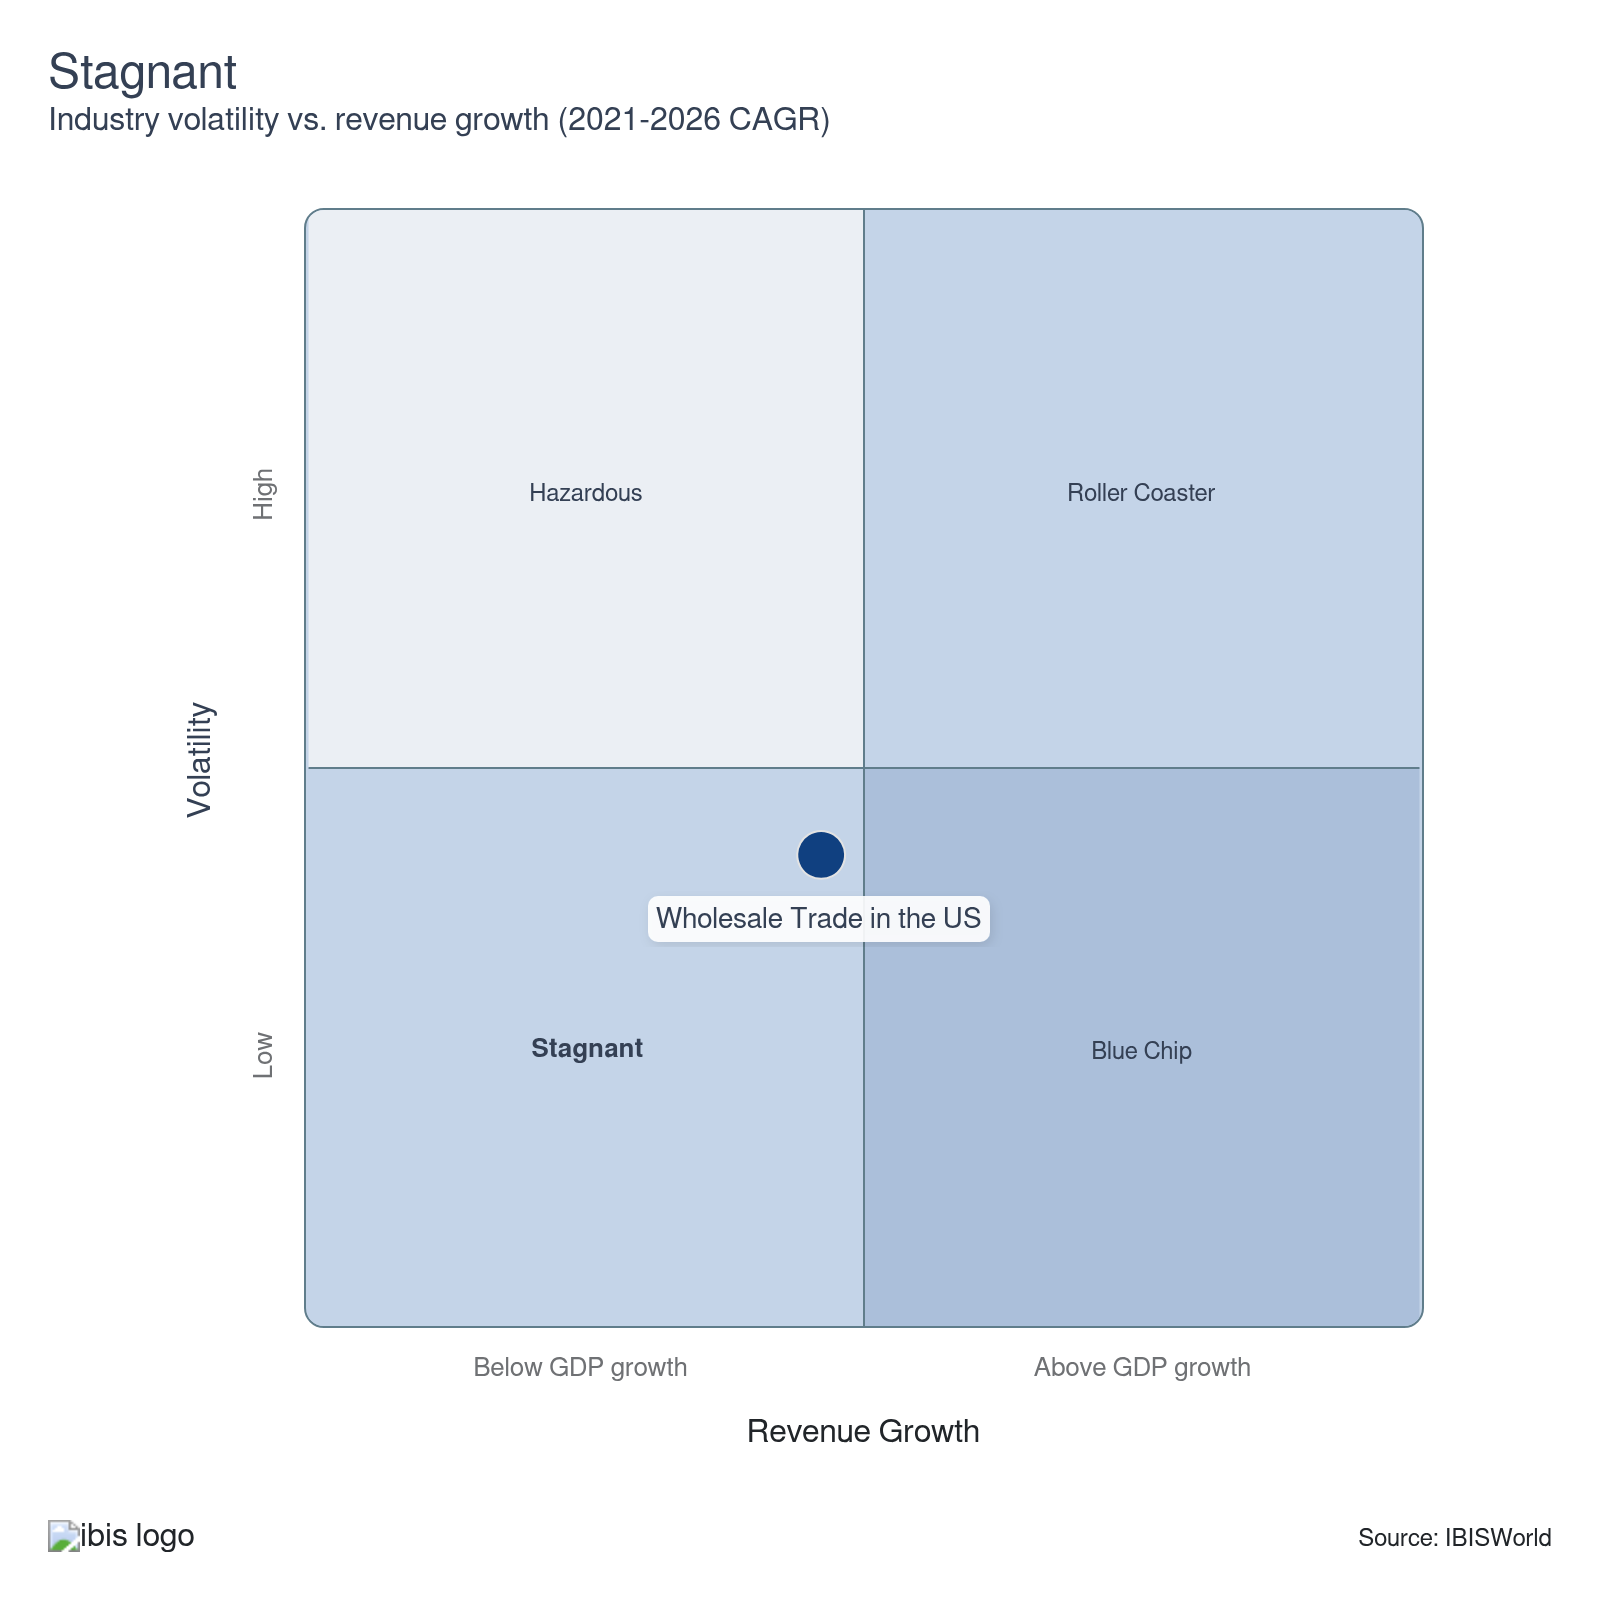 Stagnant
Industry volatility vs. revenue growth (2021-2026 CAGR)
High
Hazardous
Roller Coaster
Volatility
Wholesale Trade in the US
Low
Stagnant
Blue Chip
Below GDP growth
Above GDP growth
Revenue Growth
ibis logo
Source: IBISWorld